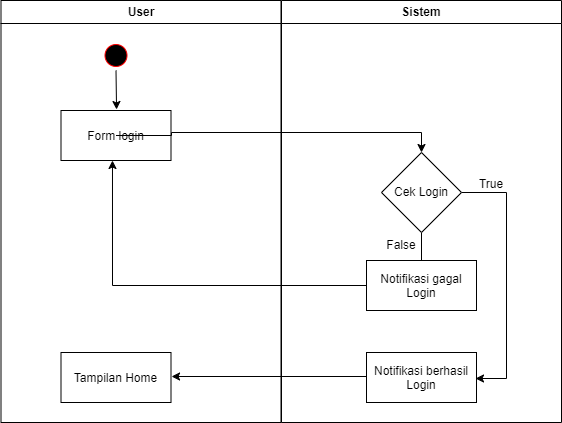 User
Sistem
Form login
Cek Login
True
False
Notifikasi gagal
Login
Notifikasi berhasil
Login
Tampilan Home